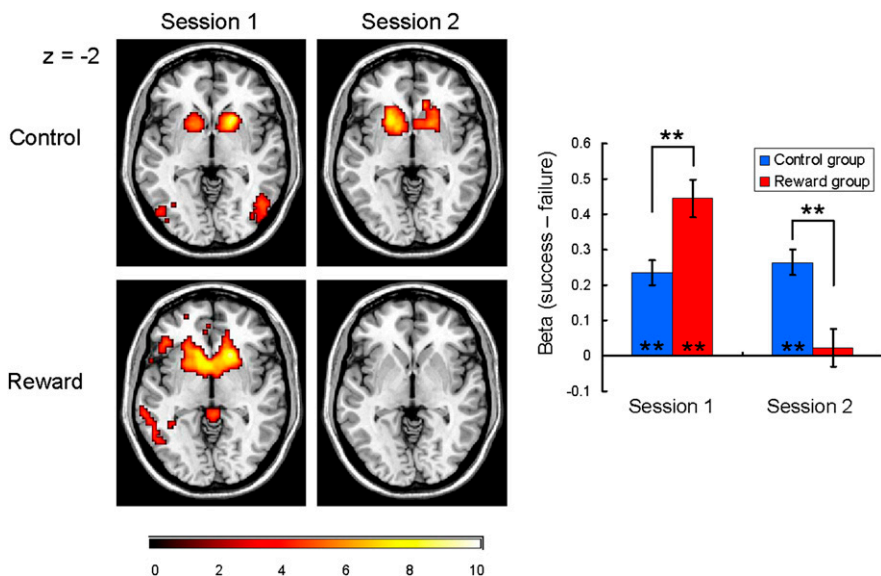 Session 1
Session 2
z = -2
Control
Reward
0 2 4 6 8 10
Beta (success – failure)
0.6
0.5
0.4
0.3
0.2
0.1
0
-0.1
Control group
Reward group
**
**
** ** **
Session 1
Session 2